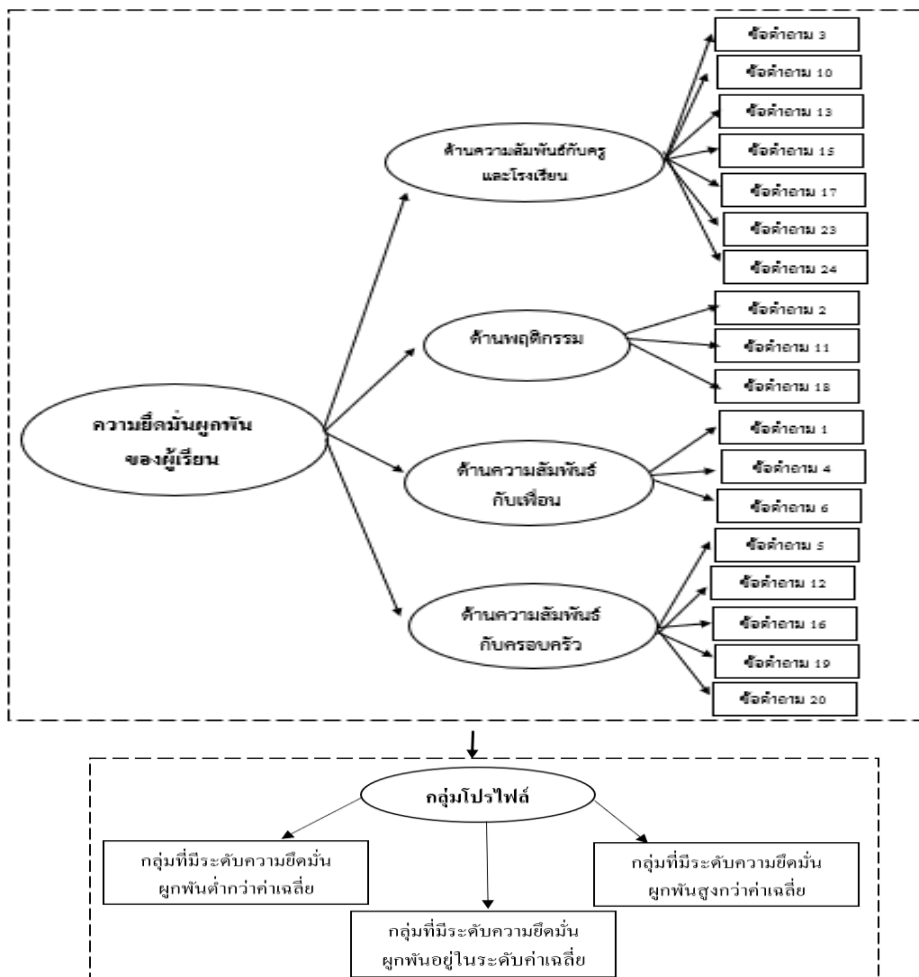 ข้อคำถาม 3
ข้อคำถาม 10
ข้อคำถาม 13
ข้อคำถาม 15
ข้อคำถาม 17
ข้อคำถาม 23
ข้อคำถาม 24
ด้านความสัมพันธ์กับครู
และโรงเรียน
ข้อคำถาม 2
ข้อคำถาม 11
ข้อคำถาม 18
ด้านพฤติกรรม
ความยึดมั่นผูกพัน
ของผู้เรียน
ข้อคำถาม 1
ข้อคำถาม 4
ข้อคำถาม 6
ด้านความสัมพันธ์
กับเพื่อน
ข้อคำถาม 5
ข้อคำถาม 12
ข้อคำถาม 16
ข้อคำถาม 19
ข้อคำถาม 20
ด้านความสัมพันธ์
กับครอบครัว
กลุ่มโปรไฟล์
กลุ่มที่มีระดับความยึดมั่น
ผูกพันต่ำกว่าค่าเฉลี่ย
กลุ่มที่มีระดับความยึดมั่น
ผูกพันอยู่ในระดับค่าเฉลี่ย
กลุ่มที่มีระดับความยึดมั่น
ผูกพันสูงกว่าค่าเฉลี่ย